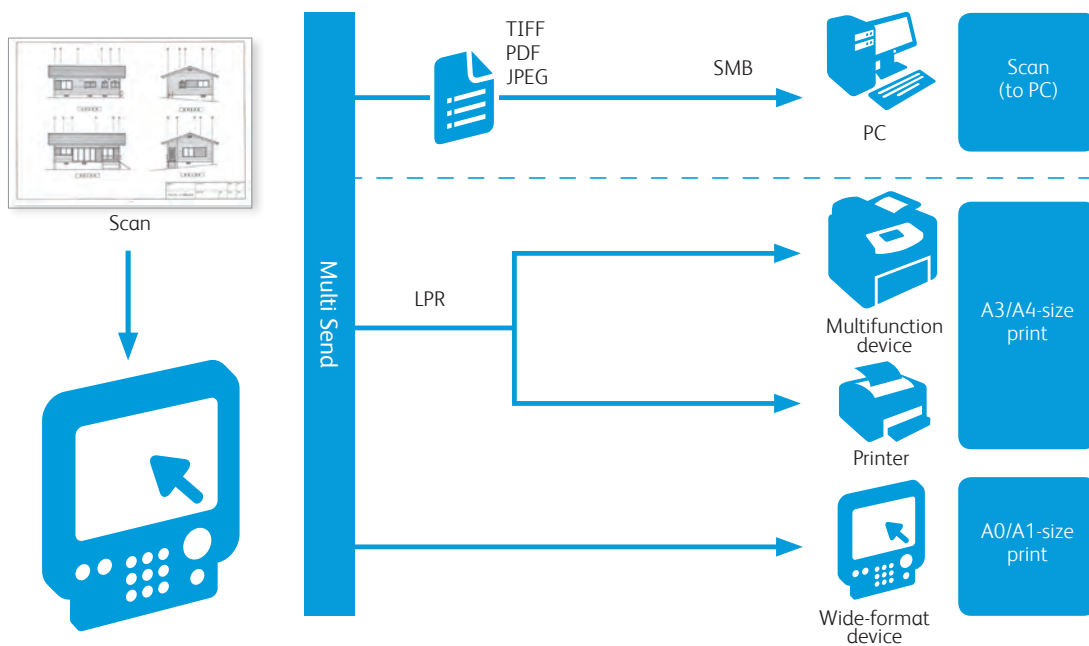 TIFF
PDF
JPEG
SMB
PC
Scan
(to PC)
Scan
Multi Send
LPR
Multifunction
device
Printer
A3/A4-size
print
Wide-format
device
A0/A1-size
print